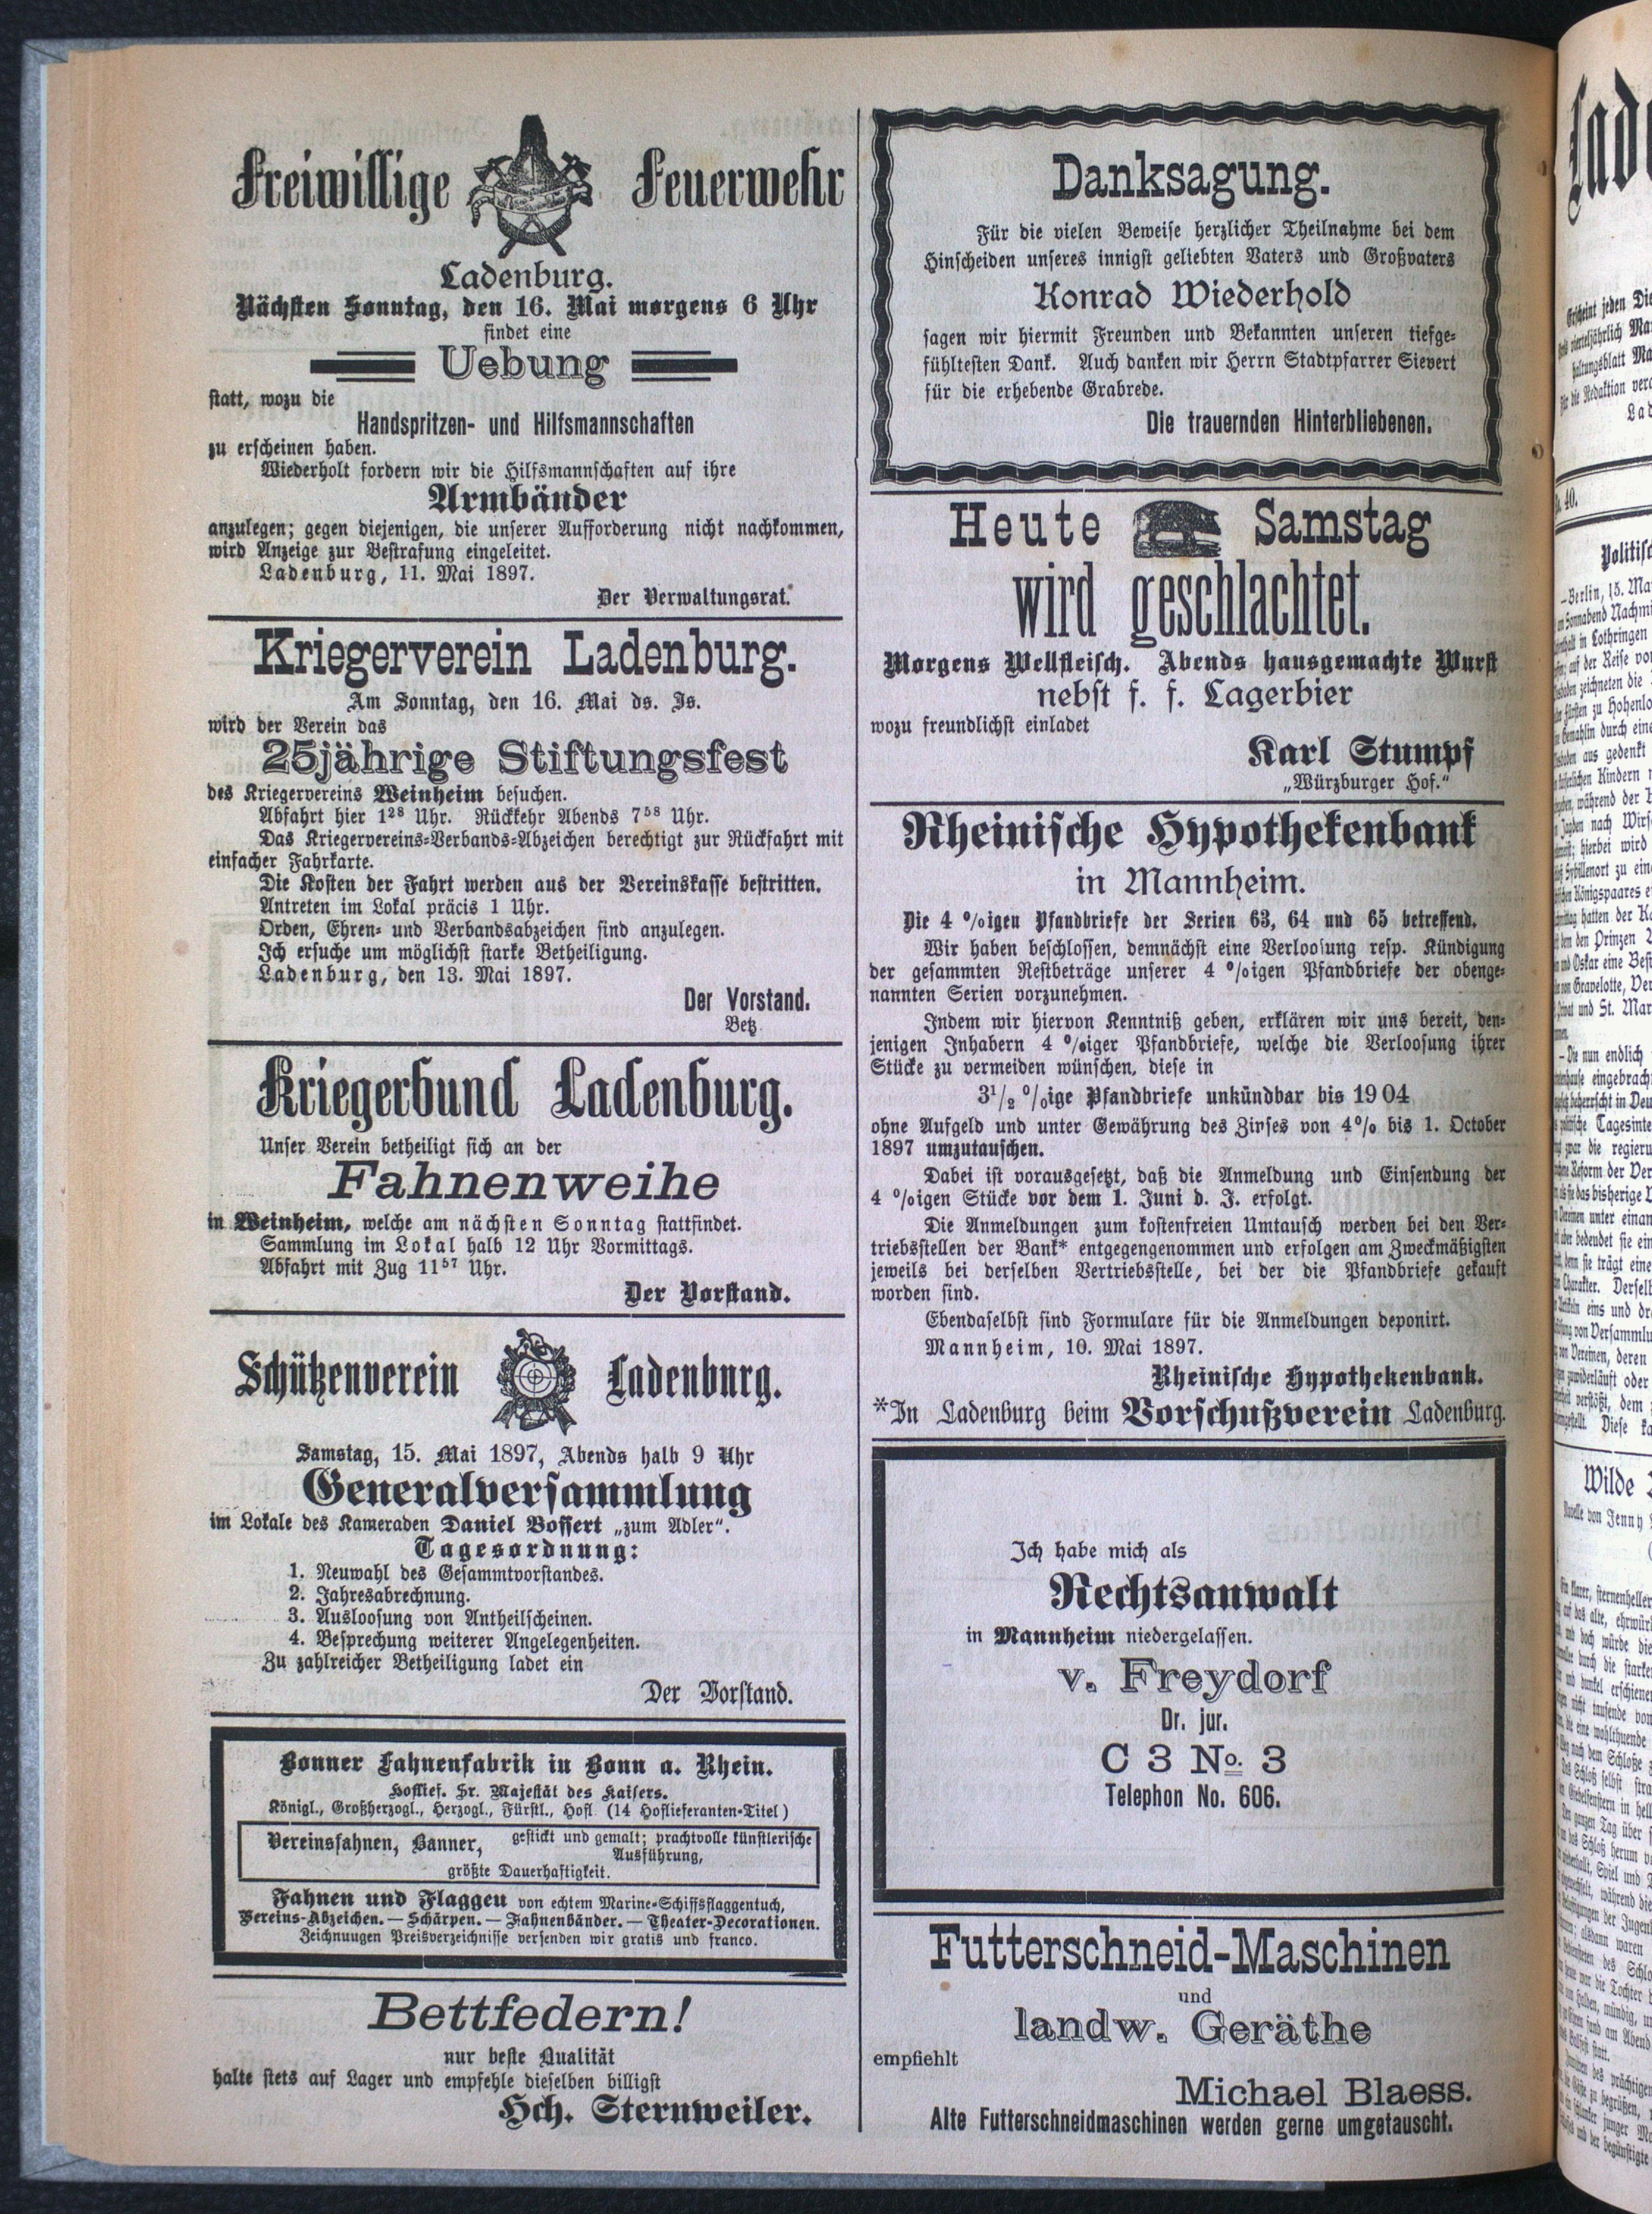 Freiwillige Feuerwehr
Ladenburg.
Nächsten Sonntag, den 16. Mai morgens 6 Uhr
findet eine
Uebung
statt, wozu die
Handspritzen- und Hilfsmannschaften
zu erscheinen haben.
Wiederholt fordern wir die Hilfsmannschaften auf ihre
Armbänder
anzulegen; gegen diejenigen, die unserer Aufforderung nicht nachkommen,
wird Anzeige zur Bestrafung eingeleitet.
Ladenburg, 11. Mai 1897.
Der Verwaltungsrat.
Kriegerverein Ladenburg.
Am Sonntag, den 16. Mai ds. Js.
wird der Verein das
25jährige Stiftungsfest
des Kriegervereins Weinheim besuchen.
Abfahrt hier 1²⁸ Uhr. Rückkehr Abends 7⁵⁸ Uhr.
Das Kriegervereins-Verbands-Abzeichen berechtigt zur Rückfahrt mit
einfacher Fahrkarte.
Die Kosten der Fahrt werden aus der Vereinskasse bestritten.
Antreten im Lokal präcis 1 Uhr.
Orden, Ehren- und Verbandsabzeichen sind anzulegen.
Ich ersuche um möglichst starke Betheiligung.
Ladenburg, den 13. Mai 1897.
Der Vorstand.
Betz
Kriegerbund Ladenburg.
Unser Verein betheiligt sich an der
Fahnenweihe
in Weinheim, welche am nächsten Sonntag stattfindet.
Sammlung im Lokal halb 12 Uhr Vormittags.
Abfahrt mit Zug 11⁵⁷ Uhr.
Der Vorstand.
Schützenverein Ladenburg.
Samstag, 15. Mai 1897, Abends halb 9 Uhr
Generalversammlung
im Lokale des Kameraden Daniel Bossert „zum Adler“.
Tagesordnung:
1. Neuwahl des Gesammtvorstandes.
2. Jahresabrechnung.
3. Ausloosung von Antheilscheinen.
4. Besprechung weiterer Angelegenheiten.
Zu zahlreicher Betheiligung ladet ein
Der Vorstand.
Bonner Fahnenfabrik in Bonn a. Rhein.
Hoflief. Sr. Majestät des Kaisers.
Königl., Großherzogl., Herzogl., Fürstl., Hofl (14 Hoflieferanten-Titel)
Vereinsfahnen, Banner, gestickt und gemalt; prachtvolle künstlerische
Ausführung,
größte Dauerhaftigkeit.
Fahnen und Flaggen von echtem Marine-Schiffsflaggentuch,
Vereins-Abzeichen. — Schärpen. — Fahnenbänder. — Theater-Decorationen.
Zeichnuugen Preisverzeichnisse versenden wir gratis und franco.
Bettfedern!
nur beste Qualität
halte stets auf Lager und empfehle dieselben billigst
Hch. Sternweiler.
Danksagung.
Für die vielen Beweise herzlicher Theilnahme bei dem
Hinscheiden unseres innigst geliebten Vaters und Großvaters
Konrad Wiederhold
sagen wir hiermit Freunden und Bekannten unseren tiefge-
fühltesten Dank. Auch danken wir Herrn Stadtpfarrer Sievert
für die erhebende Grabrede.
Die trauernden Hinterbliebenen.
Heute Samstag
wird geschlachtet.
Morgens Wellfleisch. Abends hausgemachte Wurst
nebst f. f. Lagerbier
wozu freundlichst einladet
Karl Stumpf
„Würzburger Hof.“
Rheinische Hypothekenbank
in Mannheim.
Die 4 %igen Pfandbriefe der Serien 63, 64 und 65 betreffend.
Wir haben beschlossen, demnächst eine Verloosung resp. Kündigung
der gesammten Restbeträge unserer 4 %igen Pfandbriefe der obenge-
nannten Serien vorzunehmen.
Indem wir hiervon Kenntniß geben, erklären wir uns bereit, den-
jenigen Inhabern 4 %iger Pfandbriefe, welche die Verloosung ihrer
Stücke zu vermeiden wünschen, diese in
3½ %ige Pfandbriefe unkündbar bis 1904
ohne Aufgeld und unter Gewährung des Zinses von 4% bis 1. October
1897 umzutauschen.
Dabei ist vorausgesetzt, daß die Anmeldung und Einsendung der
4 %igen Stücke vor dem 1. Juni d. J. erfolgt.
Die Anmeldungen zum kostenfreien Umtausch werden bei den Ver-
triebsstellen der Bank* entgegengenommen und erfolgen am Zweckmäßigsten
jeweils bei derselben Vertriebsstelle, bei der die Pfandbriefe gekauft
worden sind.
Ebendaselbst sind Formulare für die Anmeldungen deponirt.
Mannheim, 10. Mai 1897.
Rheinische Hypothekenbank.
*In Ladenburg beim Vorschußverein Ladenburg.
Ich habe mich als
Rechtsanwalt
in Mannheim niedergelassen.
v. Freydorf
Dr. jur.
C 3 No. 3
Telephon No. 606.
Futterschneid-Maschinen
und
landw. Geräthe
empfiehlt
Michael Blaess.
Alte Futterschneidmaschinen werden gerne umgetauscht.